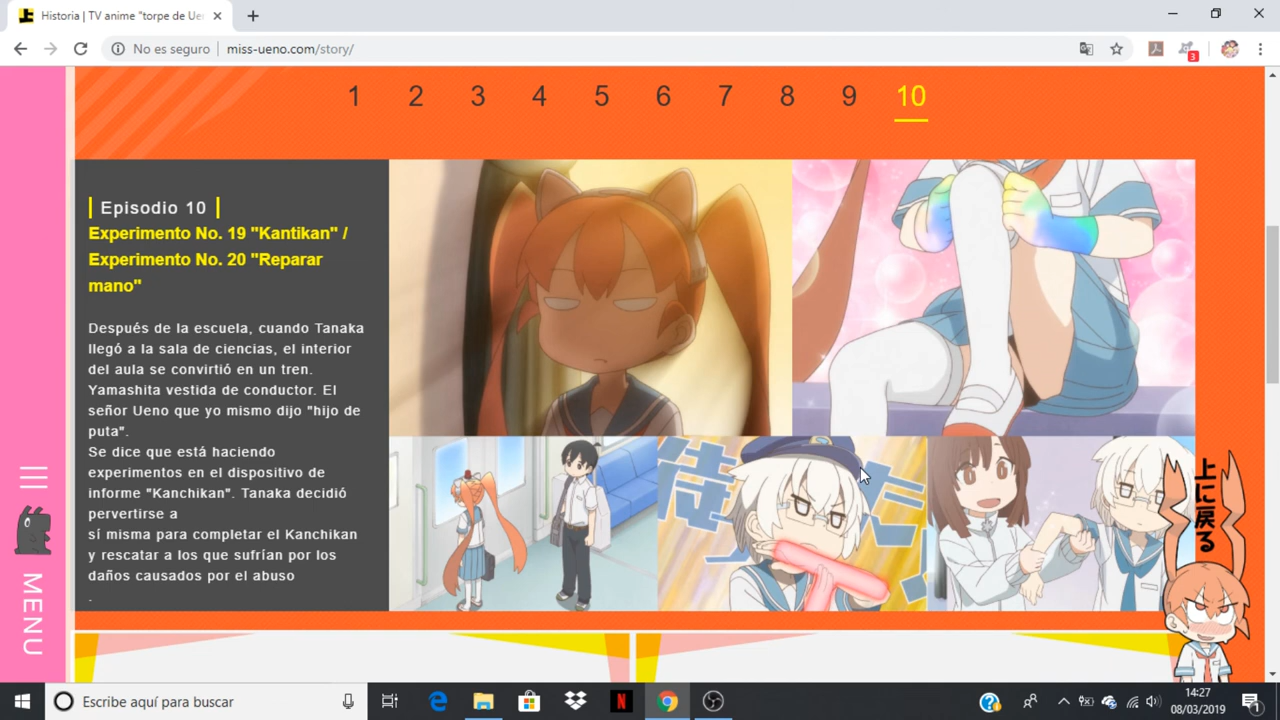 Historia | TV anime "torpe de Ue
No es seguro
miss-ueno.com/story/
3
1 2 3 4 5 6 7 8 9 10
Episodio 10
Experimento No. 19 "Kantikan" /
Experimento No. 20 "Reparar
mano"
Después de la escuela, cuando Tanaka
llegó a la sala de ciencias, el interior
del aula se convirtió en un tren.
Yamashita vestida de conductor. El
señor Ueno que yo mismo dijo "hijo de
puta".
Se dice que está haciendo
experimentos en el dispositivo de
informe "Kanchikan". Tanaka decidió
pervertirse a
sí misma para completar el Kanchikan
y rescatar a los que sufrían por los
daños causados por el abuso
.
MENU
上に戻る
Escribe aquí para buscar
14:27
08/03/2019
1